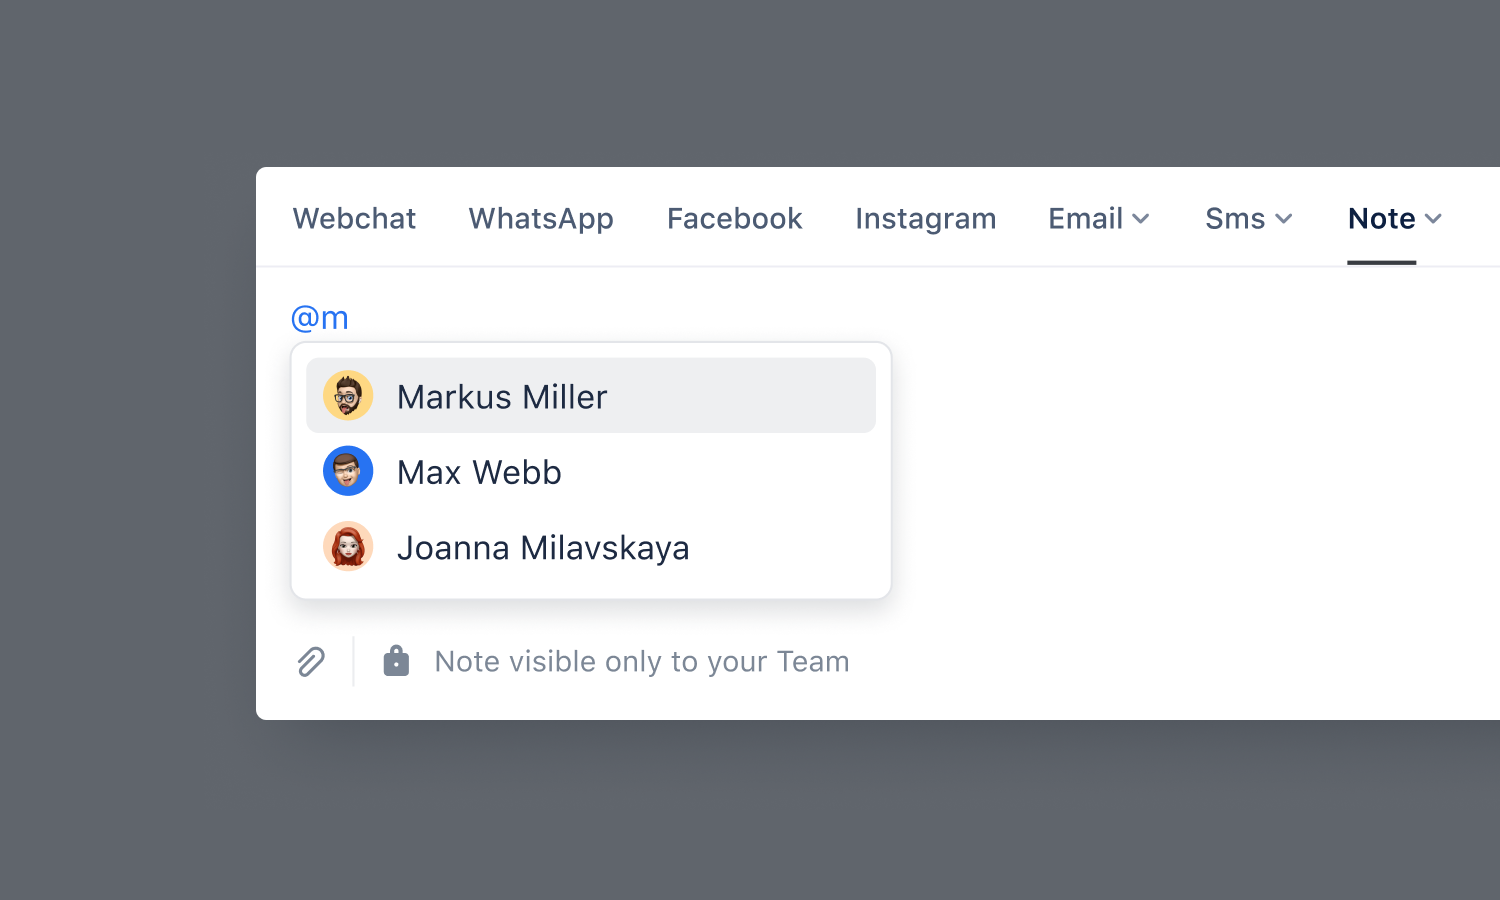 Webchat WhatsApp Facebook Instagram Email Sms Note
@m
Markus Miller
Max Webb
Joanna Milavskaya
Note visible only to your Team